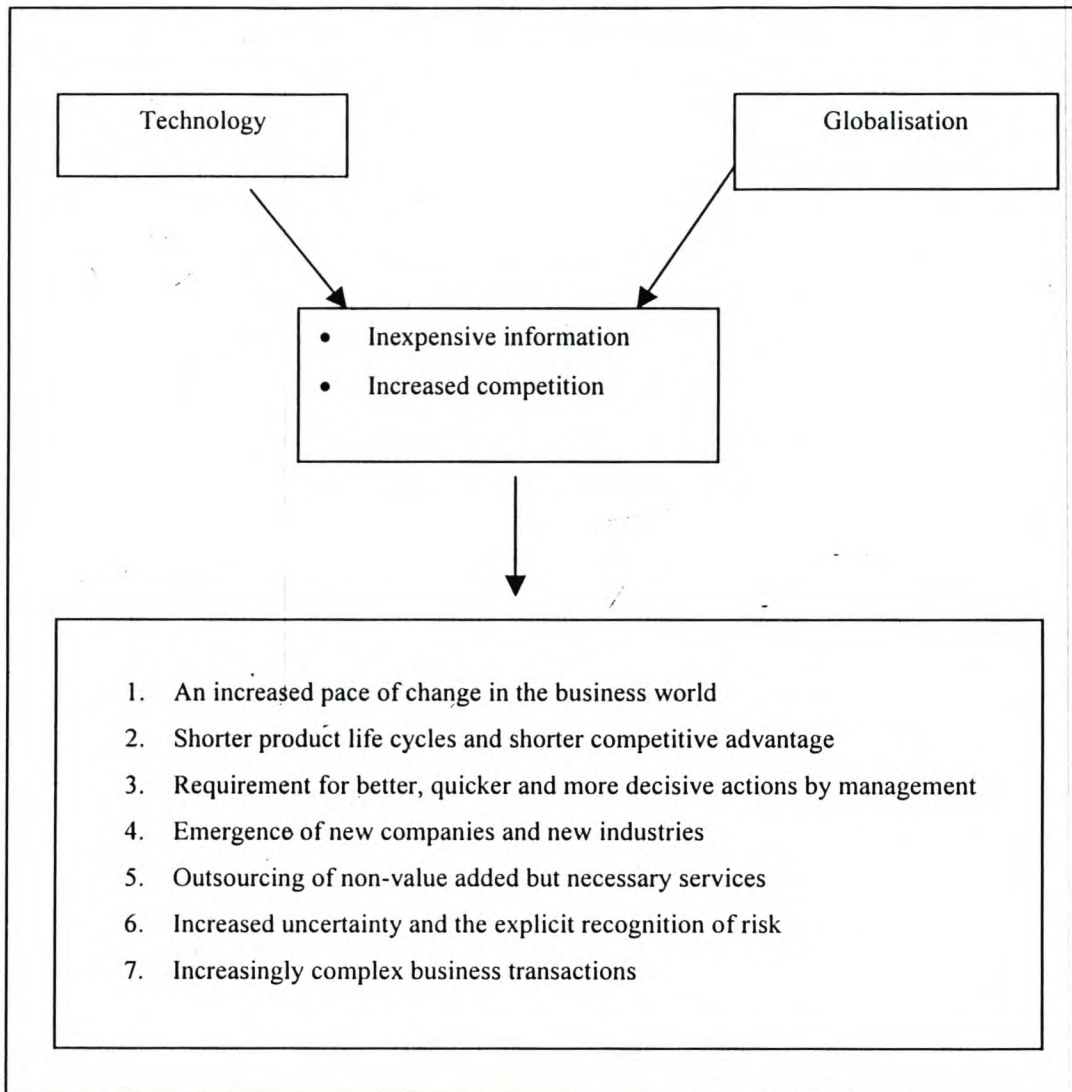 Technology
Globalisation
• Inexpensive information
• Increased competition
1. An increased pace of change in the business world
2. Shorter product life cycles and shorter competitive advantage
3. Requirement for better, quicker and more decisive actions by management
4. Emergence of new companies and new industries
5. Outsourcing of non-value added but necessary services
6. Increased uncertainty and the explicit recognition of risk
7. Increasingly complex business transactions